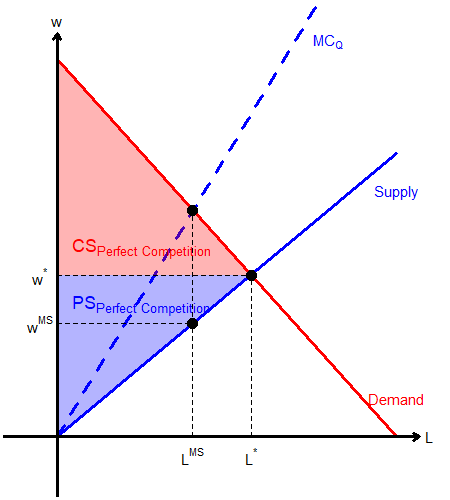 w
MC_Q
Supply
CS_Perfect Competition
w^*
PS_Perfect Competition
w^MS
Demand
L
L^MS L^*